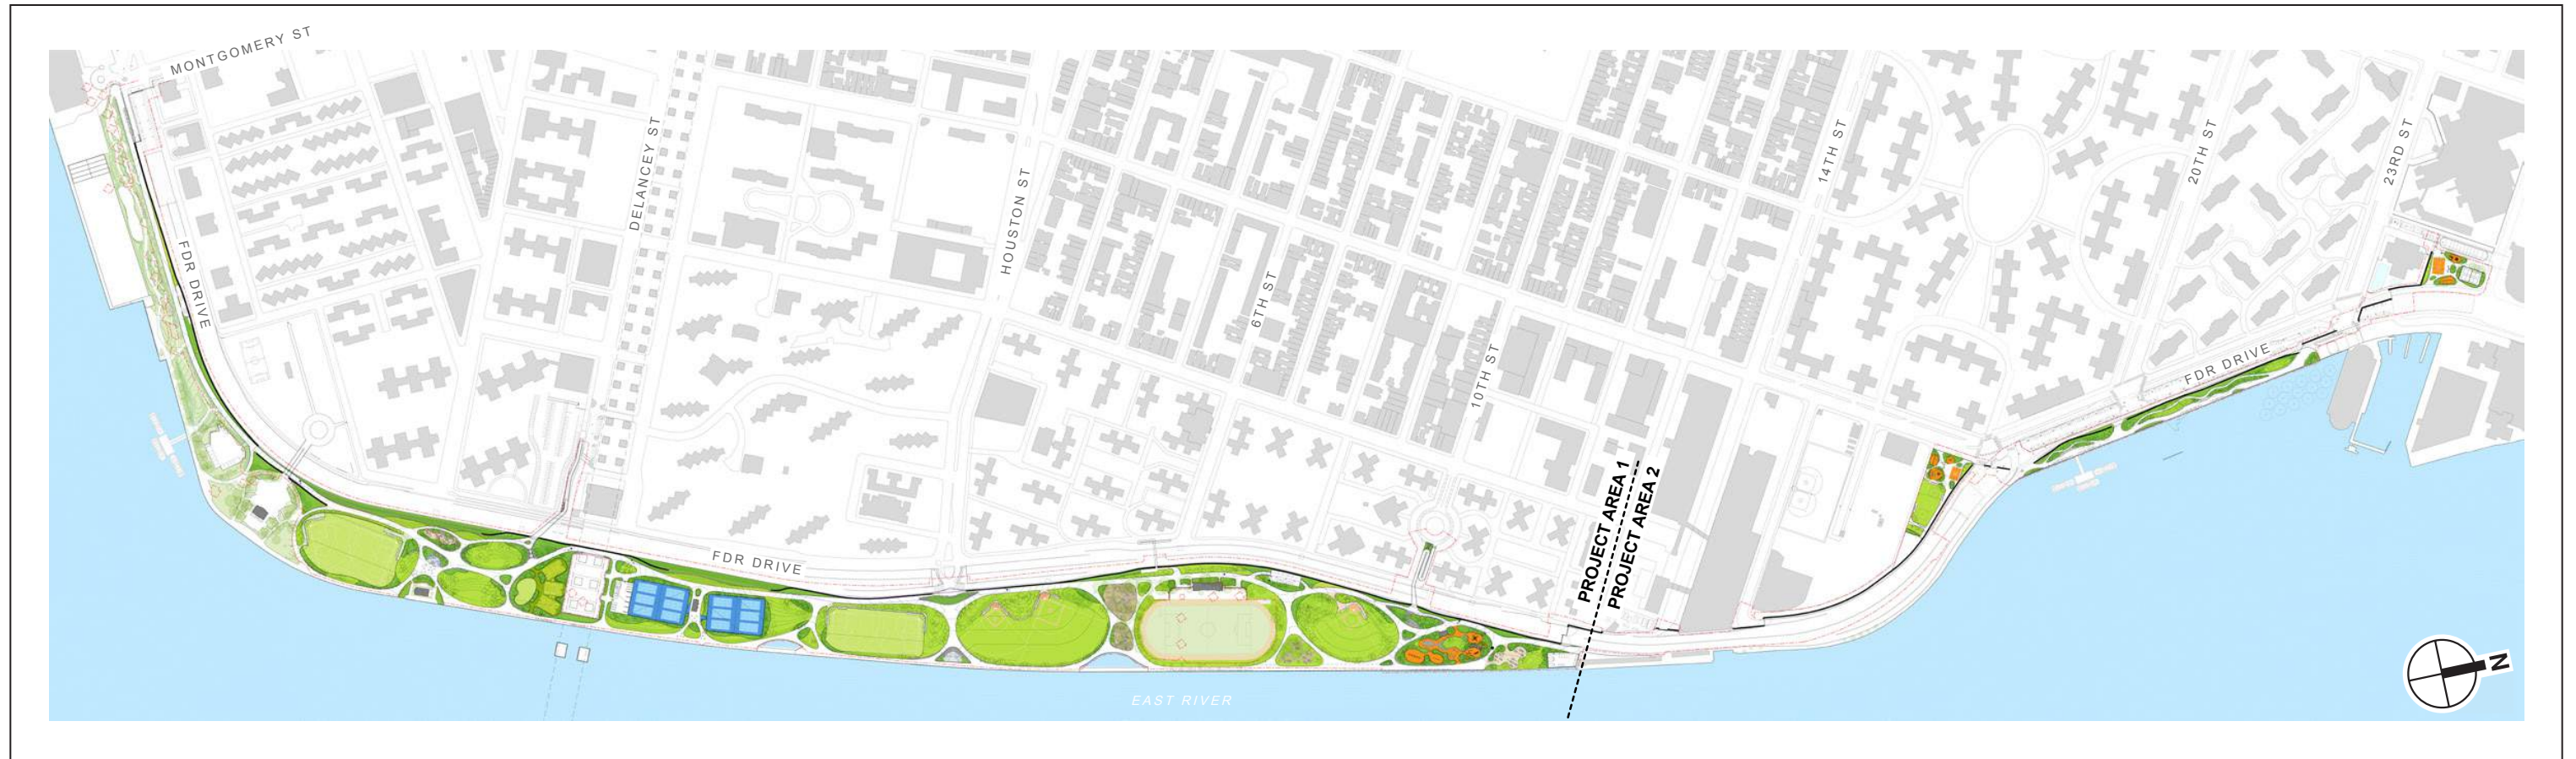 MONTGOMERY ST
FDR DRIVE
DELANCEY ST
HOUSTON ST
6TH ST
10TH ST
14TH ST
20TH ST
23RD ST
FDR DRIVE
FDR DRIVE
PROJECT AREA 1
PROJECT AREA 2
EAST RIVER
N